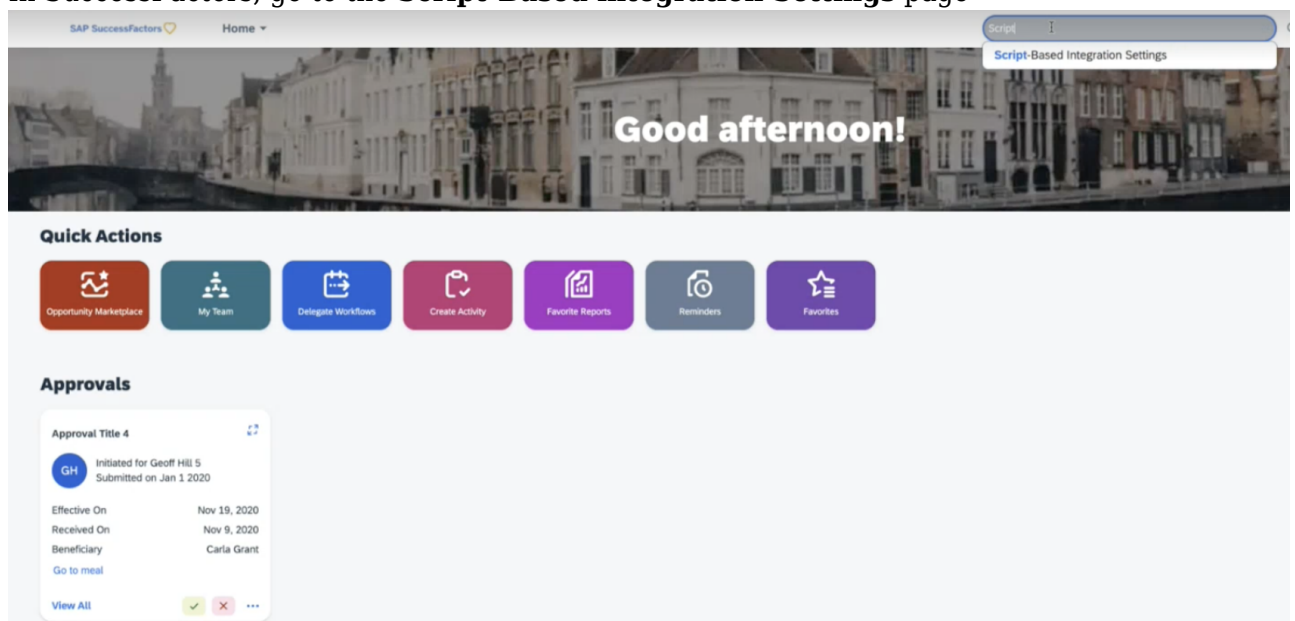 In SuccessFactors, go to the Script-Based Integration Settings page
SAP SuccessFactors
Home
Script
Script-Based Integration Settings
Good afternoon!
Quick Actions
Opportunity Marketplace
My Team
Delegate Workflows
Create Activity
Favorite Reports
Reminders
Favorites
Approvals
Approval Title 4
GH
Initiated for Geoff Hill 5
Submitted on Jan 1 2020
Effective On Nov 19, 2020
Received On Nov 9, 2020
Beneficiary Carla Grant
Go to meal
View All